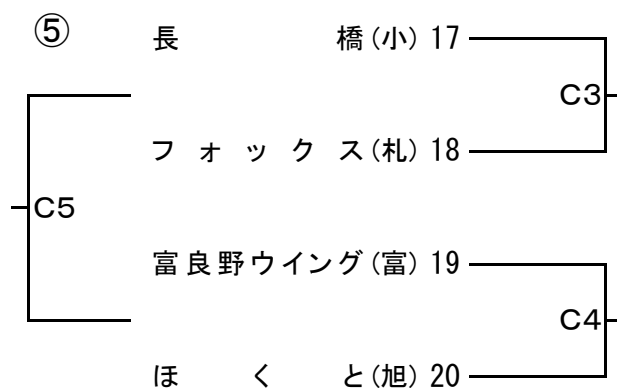 ⑤ 長橋(小) 17
C3
フォックス(札) 18
C5
富良野ウイング(富) 19
C4
ほくと(旭) 20